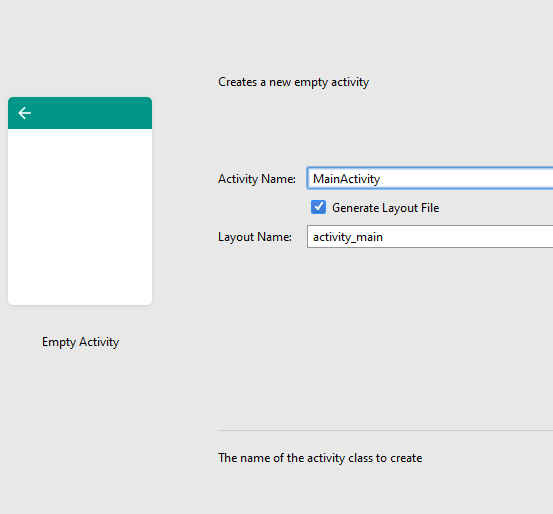 Creates a new empty activity
Activity Name: MainActivity
Generate Layout File
Layout Name: activity_main
Empty Activity
The name of the activity class to create